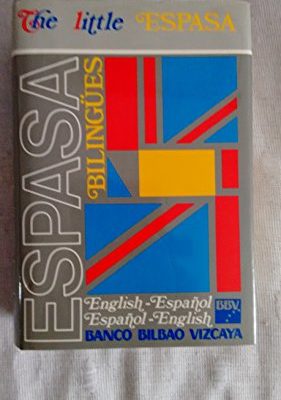 The little ESPASA
ESPASA
BILINGÜES
English-Español
Español-English
BBV
BANCO BILBAO VIZCAYA